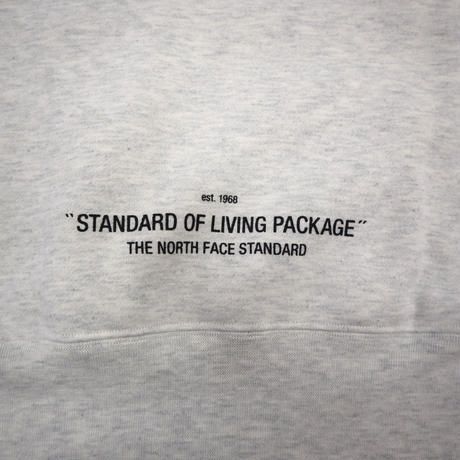 est. 1968
"STANDARD OF LIVING PACKAGE"
THE NORTH FACE STANDARD